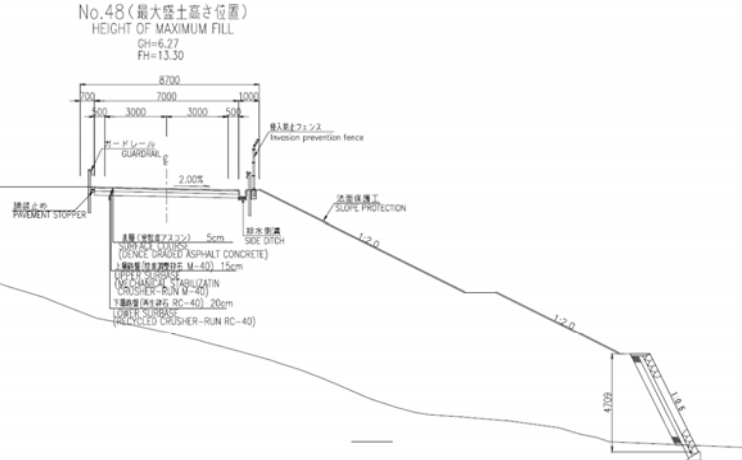 No.48(最大盛土高さ位置)
HEIGHT OF MAXIMUM FILL
GH=6.27
FH=13.30
8700
700 7000 1000
500 3000 3000 500
侵入防止フェンス
Invasion prevention fence
ガードレール
GUARDRAIL
2.00%
法面保護工
SLOPE PROTECTION
舗装止め
PAVEMENT STOPPER
排水側溝
SIDE DITCH
1:2.0
表層(密粒度アスコン) 5cm
SURFACE COURSE
(DENCE GRADED ASPHALT CONCRETE)
上層路盤(粒度調整砕石 M-40) 15cm
UPPER SURBASE
(MECHANICAL STABILIZATIN
CRUSHER-RUN M-40)
下層路盤(再生砕石 RC-40) 20cm
LOWER SURBASE
(RECYCLED CRUSHER-RUN RC-40)
1:2.0
4709